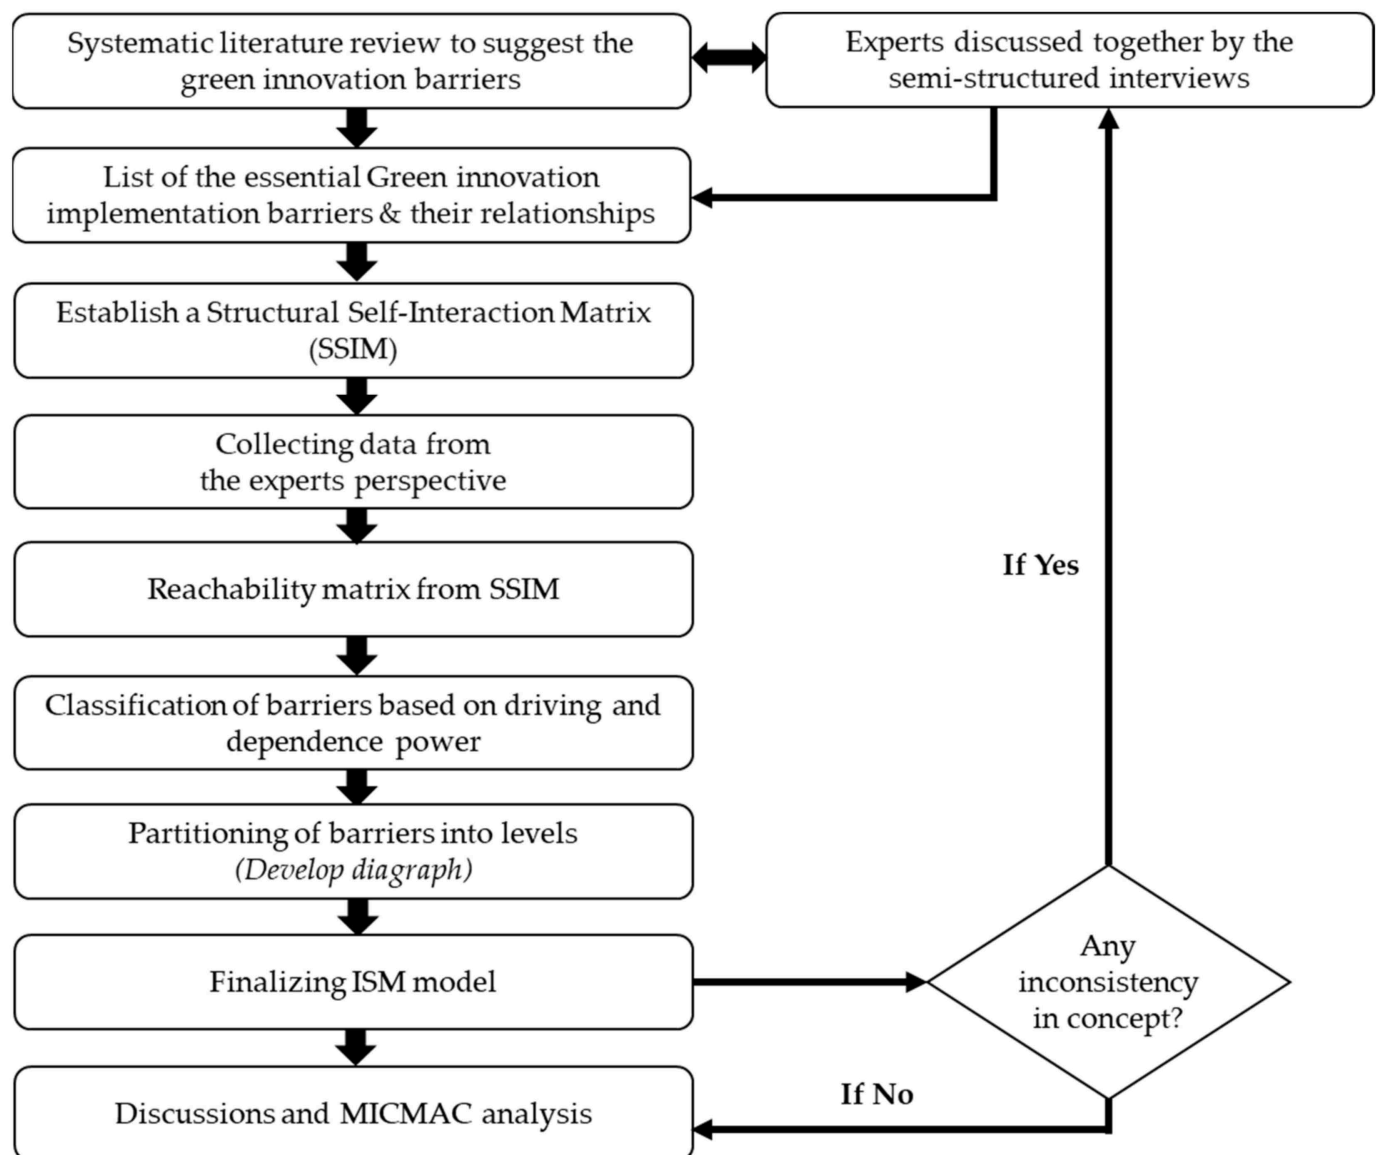 Systematic literature review to suggest the
green innovation barriers
Experts discussed together by the
semi-structured interviews
List of the essential Green innovation
implementation barriers & their relationships
Establish a Structural Self-Interaction Matrix
(SSIM)
Collecting data from
the experts perspective
Reachability matrix from SSIM
If Yes
Classification of barriers based on driving and
dependence power
Partitioning of barriers into levels
(Develop diagraph)
Finalizing ISM model
Any
inconsistency
in concept?
If No
Discussions and MICMAC analysis